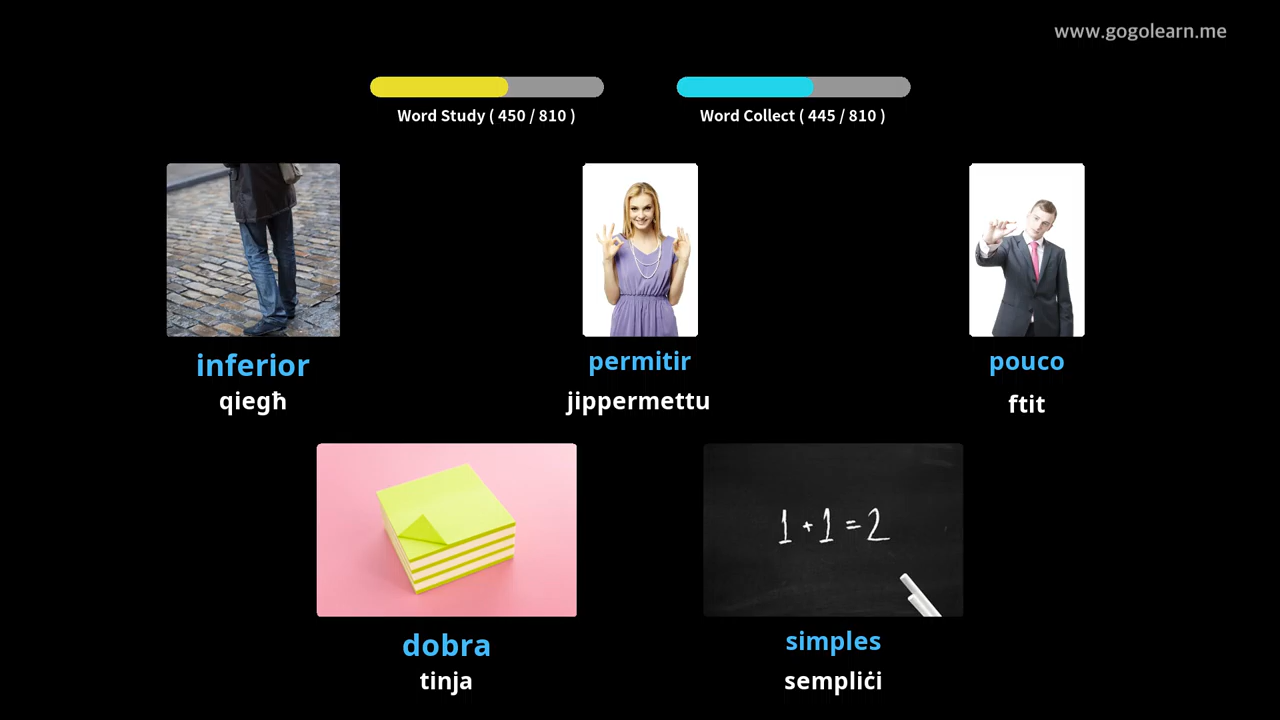 www.gogolearn.me
Word Study ( 450 / 810 )
Word Collect ( 445 / 810 )
inferior
qiegħ
permitir
jippermettu
pouco
ftit
dobra
tinja
1 + 1 = 2
simples
sempliċi